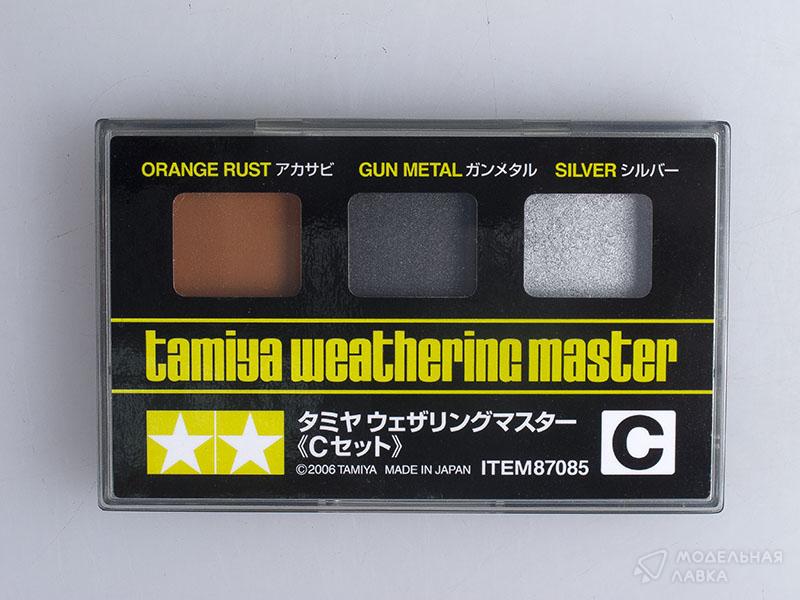 ORANGE RUST アカサビ GUN METAL ガンメタル SILVER シルバー
tamiya weathering master
タミヤ ウェザリングマスター
《Cセット》
©2006 TAMIYA MADE IN JAPAN ITEM87085
C
МОДЕЛЬНАЯ
ЛАВКА